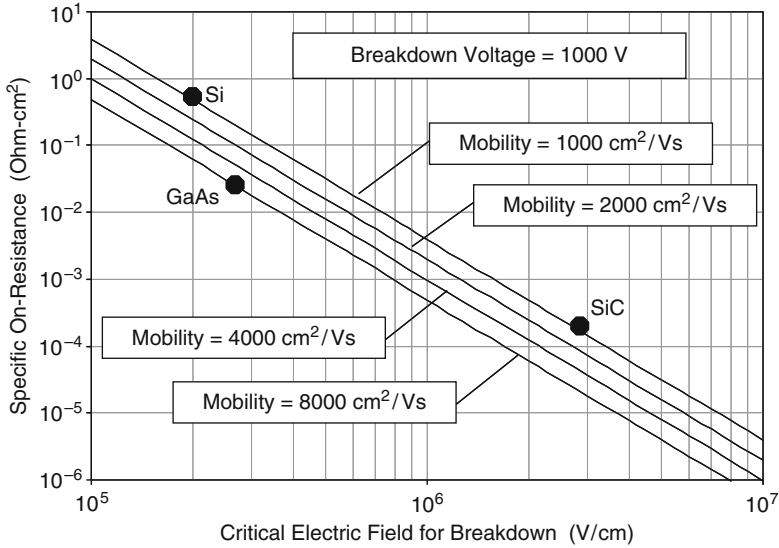 10¹
Breakdown Voltage = 1000 V
10⁰
Si
10⁻¹
Mobility = 1000 cm²/Vs
GaAs
10⁻²
Mobility = 2000 cm²/Vs
10⁻³
SiC
Mobility = 4000 cm²/Vs
10⁻⁴
Mobility = 8000 cm²/Vs
10⁻⁵
10⁻⁶
10⁵
10⁶
10⁷
Specific On-Resistance (Ohm-cm²)
Critical Electric Field for Breakdown (V/cm)